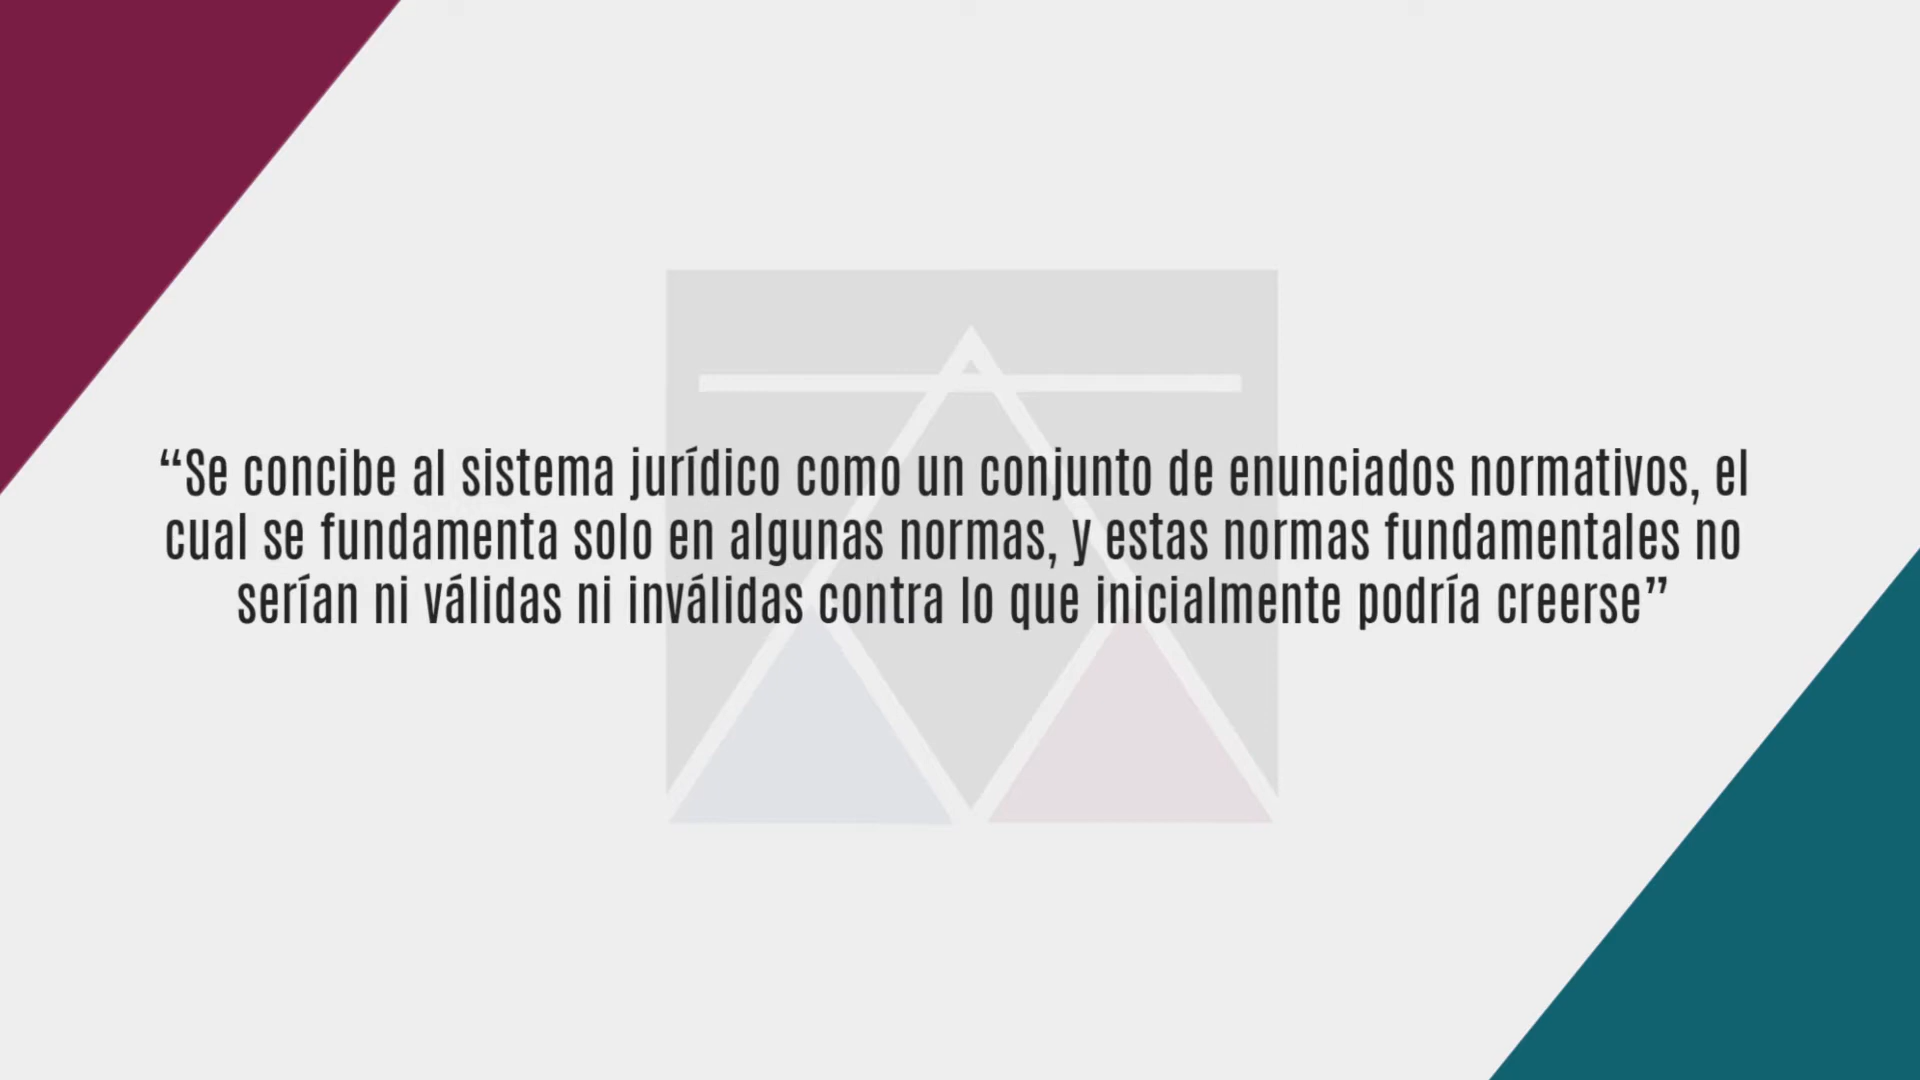 “Se concibe al sistema jurídico como un conjunto de enunciados normativos, el
cual se fundamenta solo en algunas normas, y estas normas fundamentales no
serían ni válidas ni inválidas contra lo que inicialmente podría creerse”